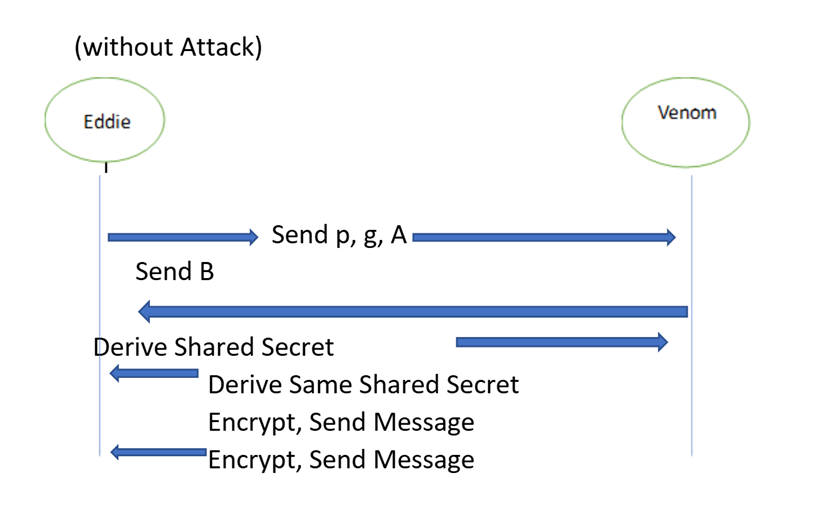 (without Attack)
Eddie
Venom
Send p, g, A
Send B
Derive Shared Secret
Derive Same Shared Secret
Encrypt, Send Message
Encrypt, Send Message